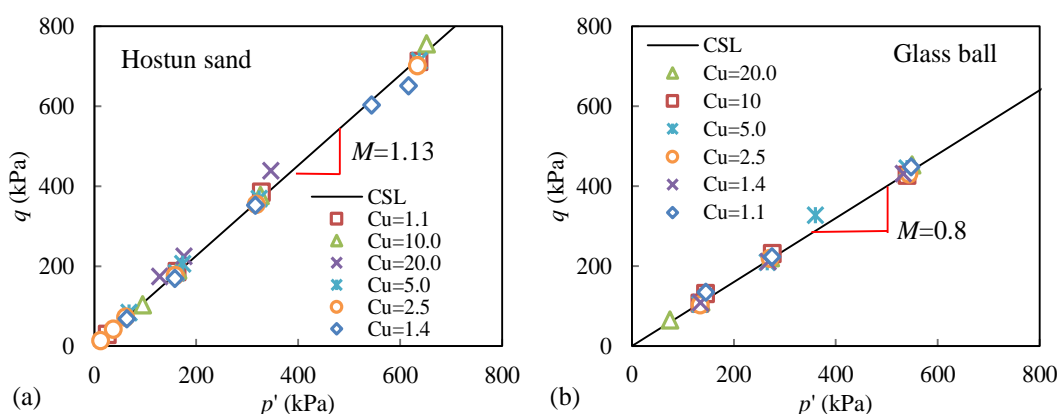 800
600
400
200
0
q (kPa)
Hostun sand
M=1.13
CSL
Cu=1.1
Cu=10.0
Cu=20.0
Cu=5.0
Cu=2.5
Cu=1.4
0 200 400 600 800
(a)
p' (kPa)
800
600
400
200
0
q (kPa)
CSL
Cu=20.0
Cu=10
Cu=5.0
Cu=2.5
Cu=1.4
Cu=1.1
Glass ball
M=0.8
0 200 400 600 800
(b)
p' (kPa)